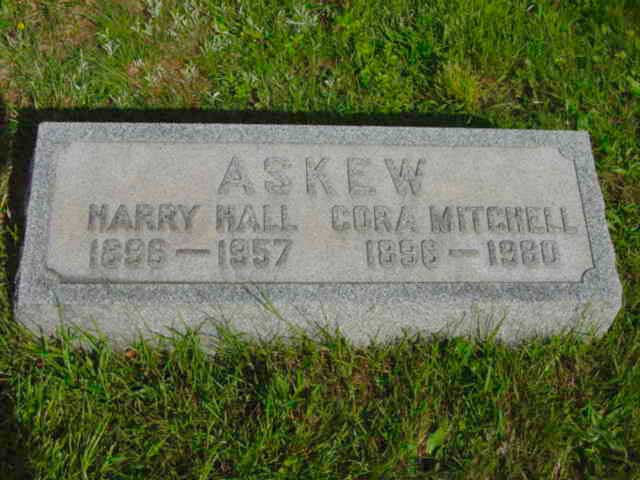 ASKEW
HARRY HALL CORA MITCHELL
1896 — 1957 1896 — 1980